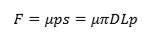 F = μps = μπDLp